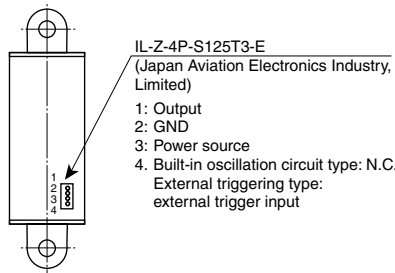 IL-Z-4P-S125T3-E
(Japan Aviation Electronics Industry,
Limited)
1: Output
2: GND
3: Power source
4. Built-in oscillation circuit type: N.C.
External triggering type:
external trigger input
1
2
3
4